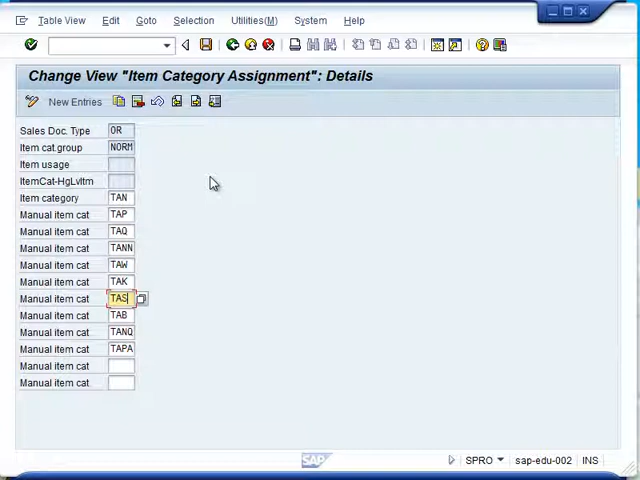 Table View Edit Goto Selection Utilities(M) System Help
Change View "Item Category Assignment": Details
New Entries
Sales Doc. Type OR
Item cat.group NORM
Item usage
ItemCat-HgLvItm
Item category TAN
Manual item cat TAP
Manual item cat TAQ
Manual item cat TANN
Manual item cat TAW
Manual item cat TAK
Manual item cat TAS
Manual item cat TAB
Manual item cat TANQ
Manual item cat TAPA
Manual item cat
Manual item cat
SAP SPRO sap-edu-002 INS